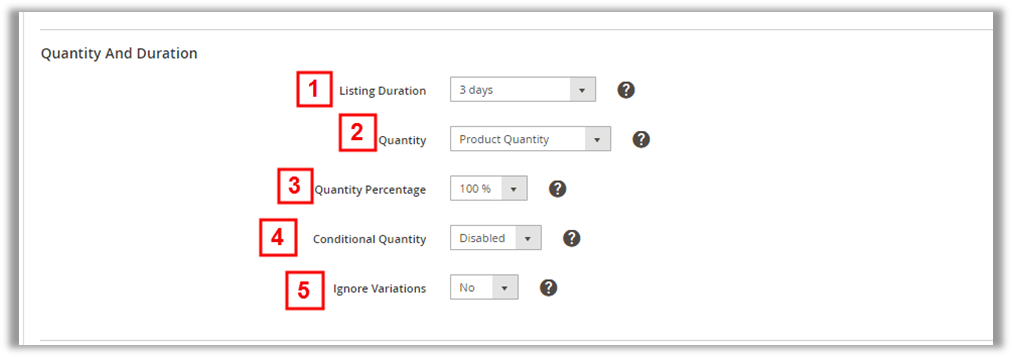 Quantity And Duration
1 Listing Duration 3 days ?
2 Quantity Product Quantity ?
3 Quantity Percentage 100 % ?
4 Conditional Quantity Disabled ?
5 Ignore Variations No ?